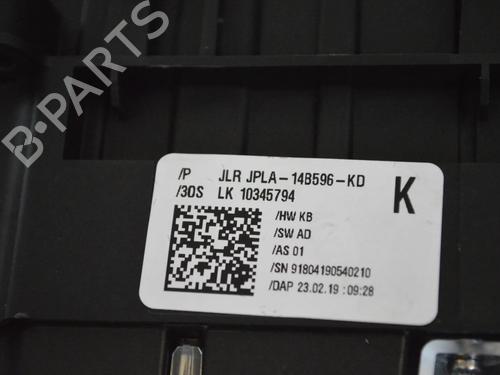 B-PARTS
/P JLR JPLA-14B596-KD K
/3OS LK 10345794
/HW KB
/SW AD
/AS 01
/SN 91804190540210
/DAP 23.02.19 :09:28